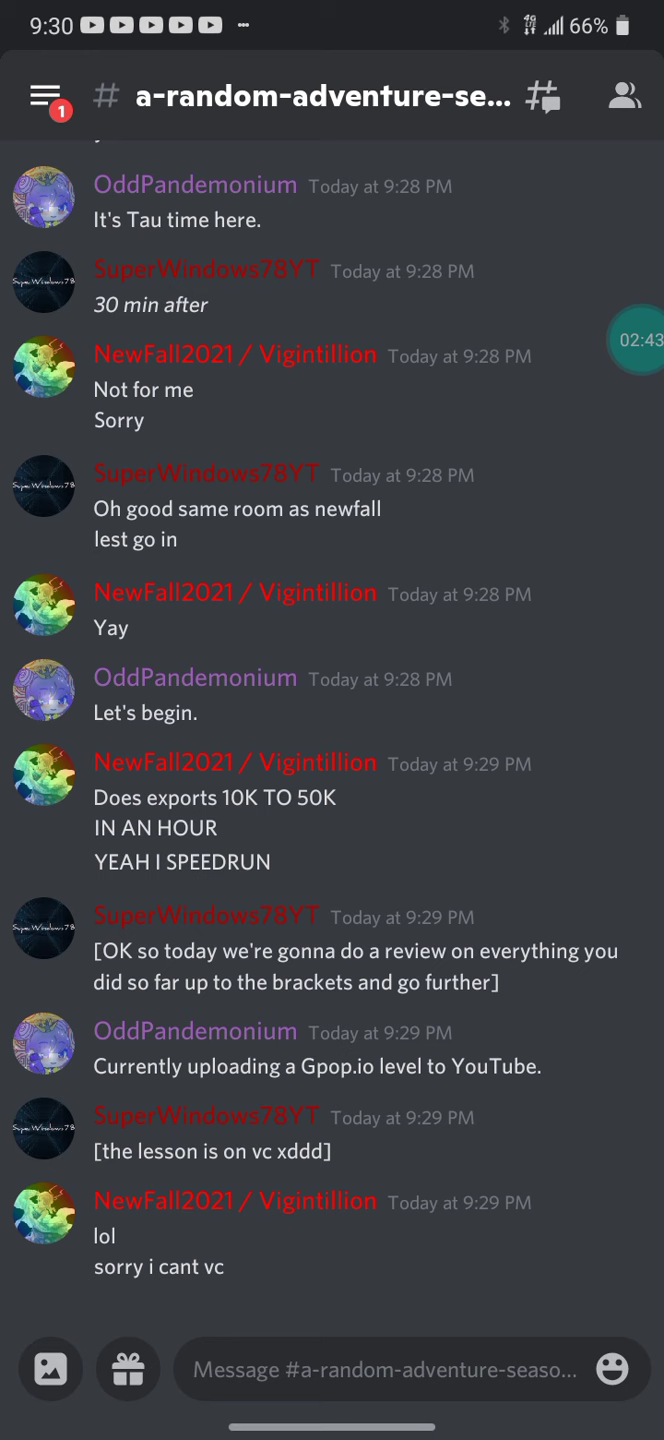 9:30
4G
LTE
66%
1
# a-random-adventure-se...
OddPandemonium Today at 9:28 PM
It's Tau time here.
SuperWindows78YT Today at 9:28 PM
30 min after
02:43
NewFall2021 / Vigintillion Today at 9:28 PM
Not for me
Sorry
SuperWindows78YT Today at 9:28 PM
Oh good same room as newfall
lest go in
NewFall2021 / Vigintillion Today at 9:28 PM
Yay
OddPandemonium Today at 9:28 PM
Let's begin.
NewFall2021 / Vigintillion Today at 9:29 PM
Does exports 10K TO 50K
IN AN HOUR
YEAH I SPEEDRUN
SuperWindows78YT Today at 9:29 PM
[OK so today we're gonna do a review on everything you
did so far up to the brackets and go further]
OddPandemonium Today at 9:29 PM
Currently uploading a Gpop.io level to YouTube.
SuperWindows78YT Today at 9:29 PM
[the lesson is on vc xddd]
NewFall2021 / Vigintillion Today at 9:29 PM
lol
sorry i cant vc
Message #a-random-adventure-seaso...